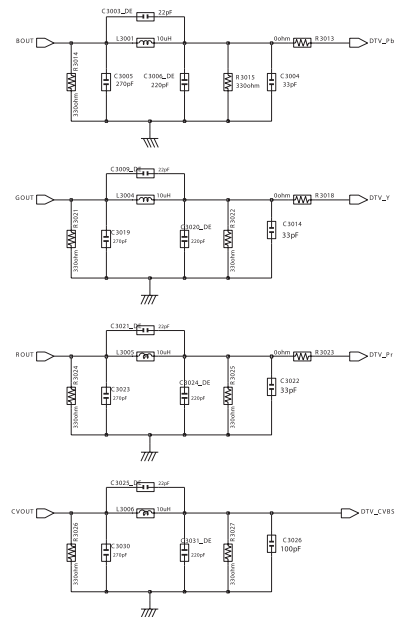 C3003_DE 22pF
BOUT L3001 10uH 0ohm R3013 DTV_Pb
R3014 330ohm
C3005 270pF
C3006_DE 220pF
R3015 330ohm
C3004 33pF
C3009_DE 22pF
GOUT L3004 10uH 0ohm R3018 DTV_Y
R3021 330ohm
C3019 270pF
C3020_DE 220pF
R3022 330ohm
C3014 33pF
C3021_DE 22pF
ROUT L3005 10uH 0ohm R3023 DTV_Pr
R3024 330ohm
C3023 270pF
C3024_DE 220pF
R3025 330ohm
C3022 33pF
C3025_DE 22pF
CVOUT L3006 10uH DTV_CVBS
R3026 330ohm
C3030 270pF
C3031_DE 220pF
R3027 330ohm
C3026 100pF